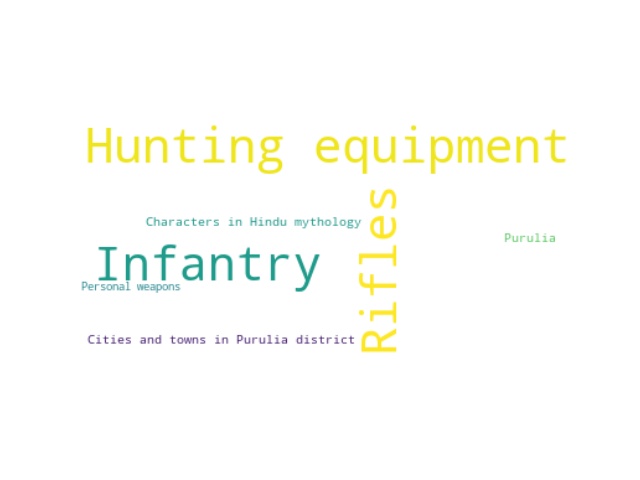 Hunting equipment
Rifles
Characters in Hindu mythology
Purulia
Infantry
Personal weapons
Cities and towns in Purulia district